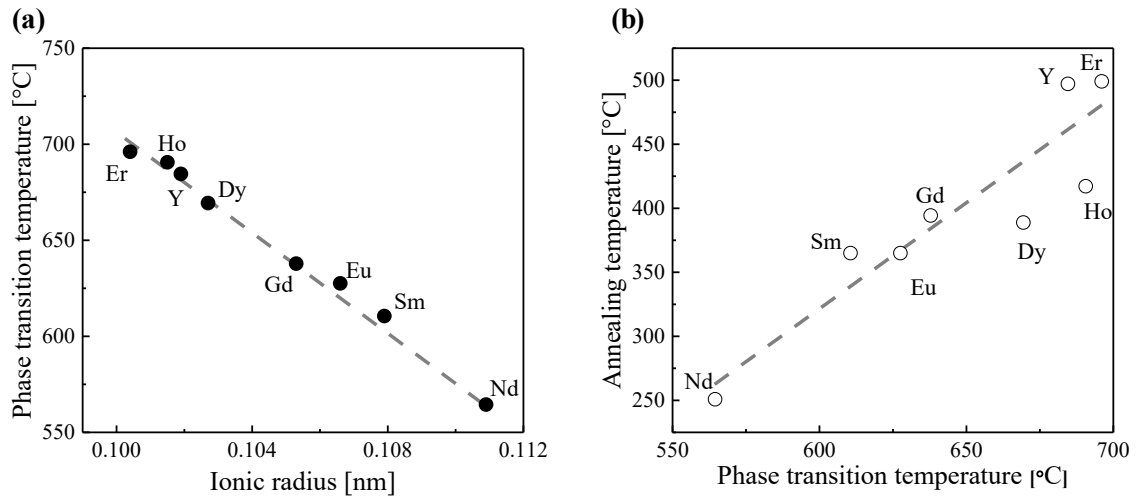 (a)
Phase transition temperature [°C]
750
700
650
600
550
Er
Ho
Y
Dy
Gd
Eu
Sm
Nd
0.100 0.104 0.108 0.112
Ionic radius [nm]
(b)
Annealing temperature [°C]
500
450
400
350
300
250
Y
Er
Gd
Ho
Sm
Dy
Eu
Nd
550 600 650 700
Phase transition temperature [°C]